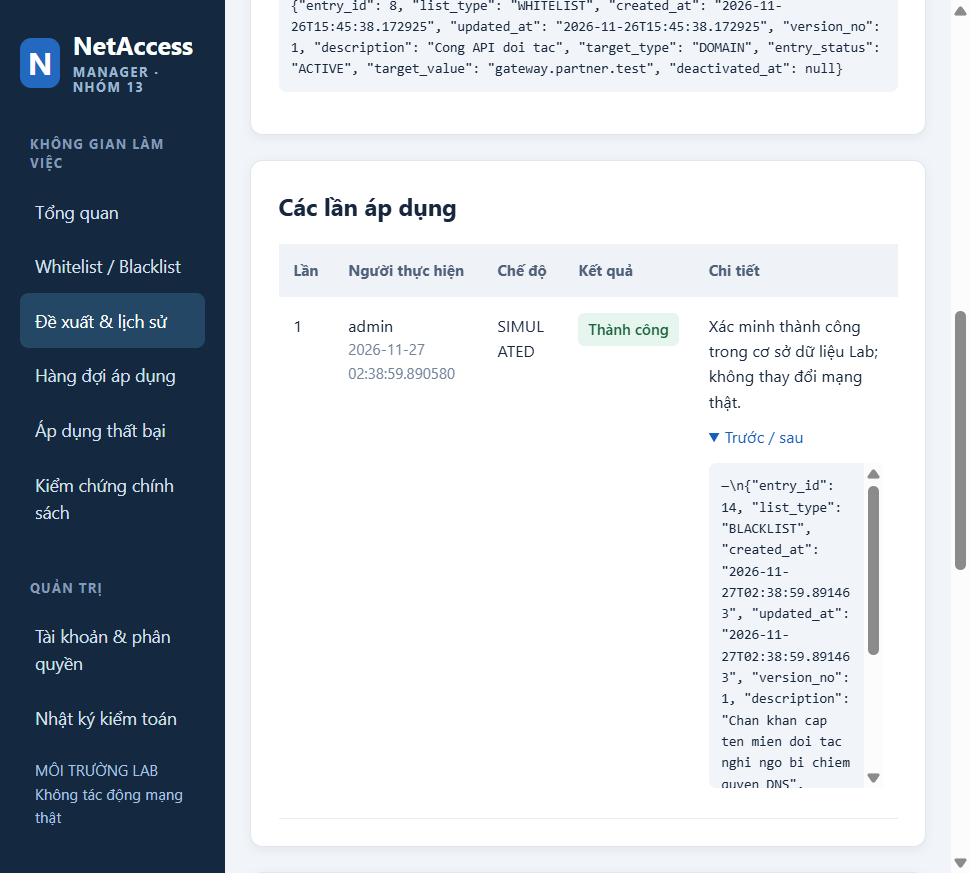 N
NetAccess
MANAGER ·
NHÓM 13
KHÔNG GIAN LÀM
VIỆC
Tổng quan
Whitelist / Blacklist
Đề xuất & lịch sử
Hàng đợi áp dụng
Áp dụng thất bại
Kiểm chứng chính
sách
QUẢN TRỊ
Tài khoản & phân
quyền
Nhật ký kiểm toán
MÔI TRƯỜNG LAB
Không tác động mạng
thật
{"entry_id": 8, "list_type": "WHITELIST", "created_at": "2026-11-
26T15:45:38.172925", "updated_at": "2026-11-26T15:45:38.172925", "version_no":
1, "description": "Cong API doi tac", "target_type": "DOMAIN", "entry_status":
"ACTIVE", "target_value": "gateway.partner.test", "deactivated_at": null}
Các lần áp dụng
Lần Người thực hiện Chế độ Kết quả Chi tiết
1
admin
2026-11-27
02:38:59.890580
SIMUL
ATED
Thành công
Xác minh thành công
trong cơ sở dữ liệu Lab;
không thay đổi mạng
thật.
▼ Trước / sau
—\n{"entry_id":
14, "list_type":
"BLACKLIST",
"created_at":
"2026-11-
27T02:38:59.89146
3", "updated_at":
"2026-11-
27T02:38:59.89146
3", "version_no":
1, "description":
"Chan khan cap
ten mien doi tac
nghi ngo bi chiem
quyen DNS",